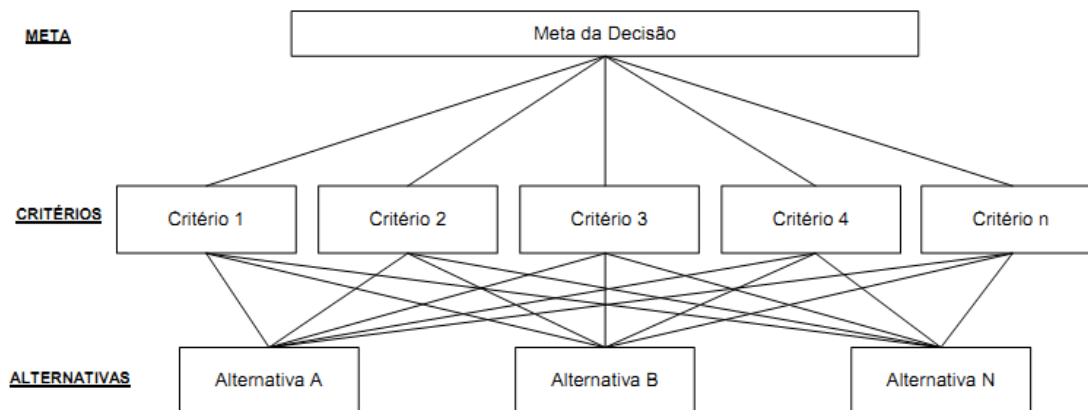 META
Meta da Decisão
CRITÉRIOS
Critério 1
Critério 2
Critério 3
Critério 4
Critério n
ALTERNATIVAS
Alternativa A
Alternativa B
Alternativa N